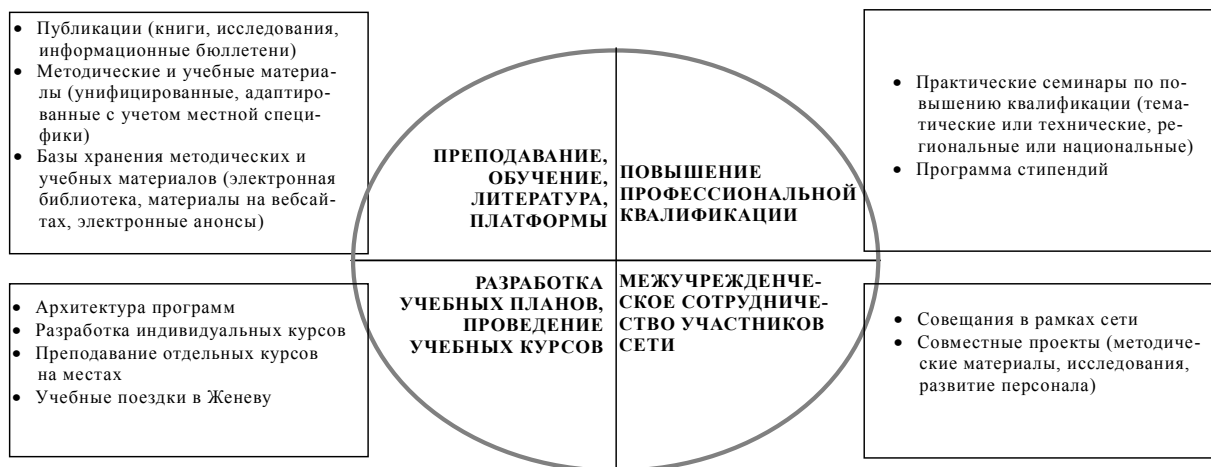 • Публикации (книги, исследования,
информационные бюллетени)
• Методические и учебные материа-
лы (унифицированные, адаптиро-
ванные с учетом местной специ-
фики)
• Базы хранения методических и
учебных материалов (электронная
библиотека, материалы на вебсай-
тах, электронные анонсы)
ПРЕПОДАВАНИЕ,
ОБУЧЕНИЕ,
ЛИТЕРАТУРА,
ПЛАТФОРМЫ
ПОВЫШЕНИЕ
ПРОФЕССИОНАЛЬНОЙ
КВАЛИФИКАЦИИ
• Практические семинары по по-
вышению квалификации (тема-
тические или технические, ре-
гиональные или национальные)
• Программа стипендий
• Архитектура программ
• Разработка индивидуальных курсов
• Преподавание отдельных курсов
на местах
• Учебные поездки в Женеву
РАЗРАБОТКА
УЧЕБНЫХ ПЛАНОВ,
ПРОВЕДЕНИЕ
УЧЕБНЫХ КУРСОВ
МЕЖУЧРЕЖДЕНЧЕ-
СКОЕ СОТРУДНИЧЕ-
СТВО УЧАСТНИКОВ
СЕТИ
• Совещания в рамках сети
• Совместные проекты (методиче-
ские материалы, исследования,
развитие персонала)